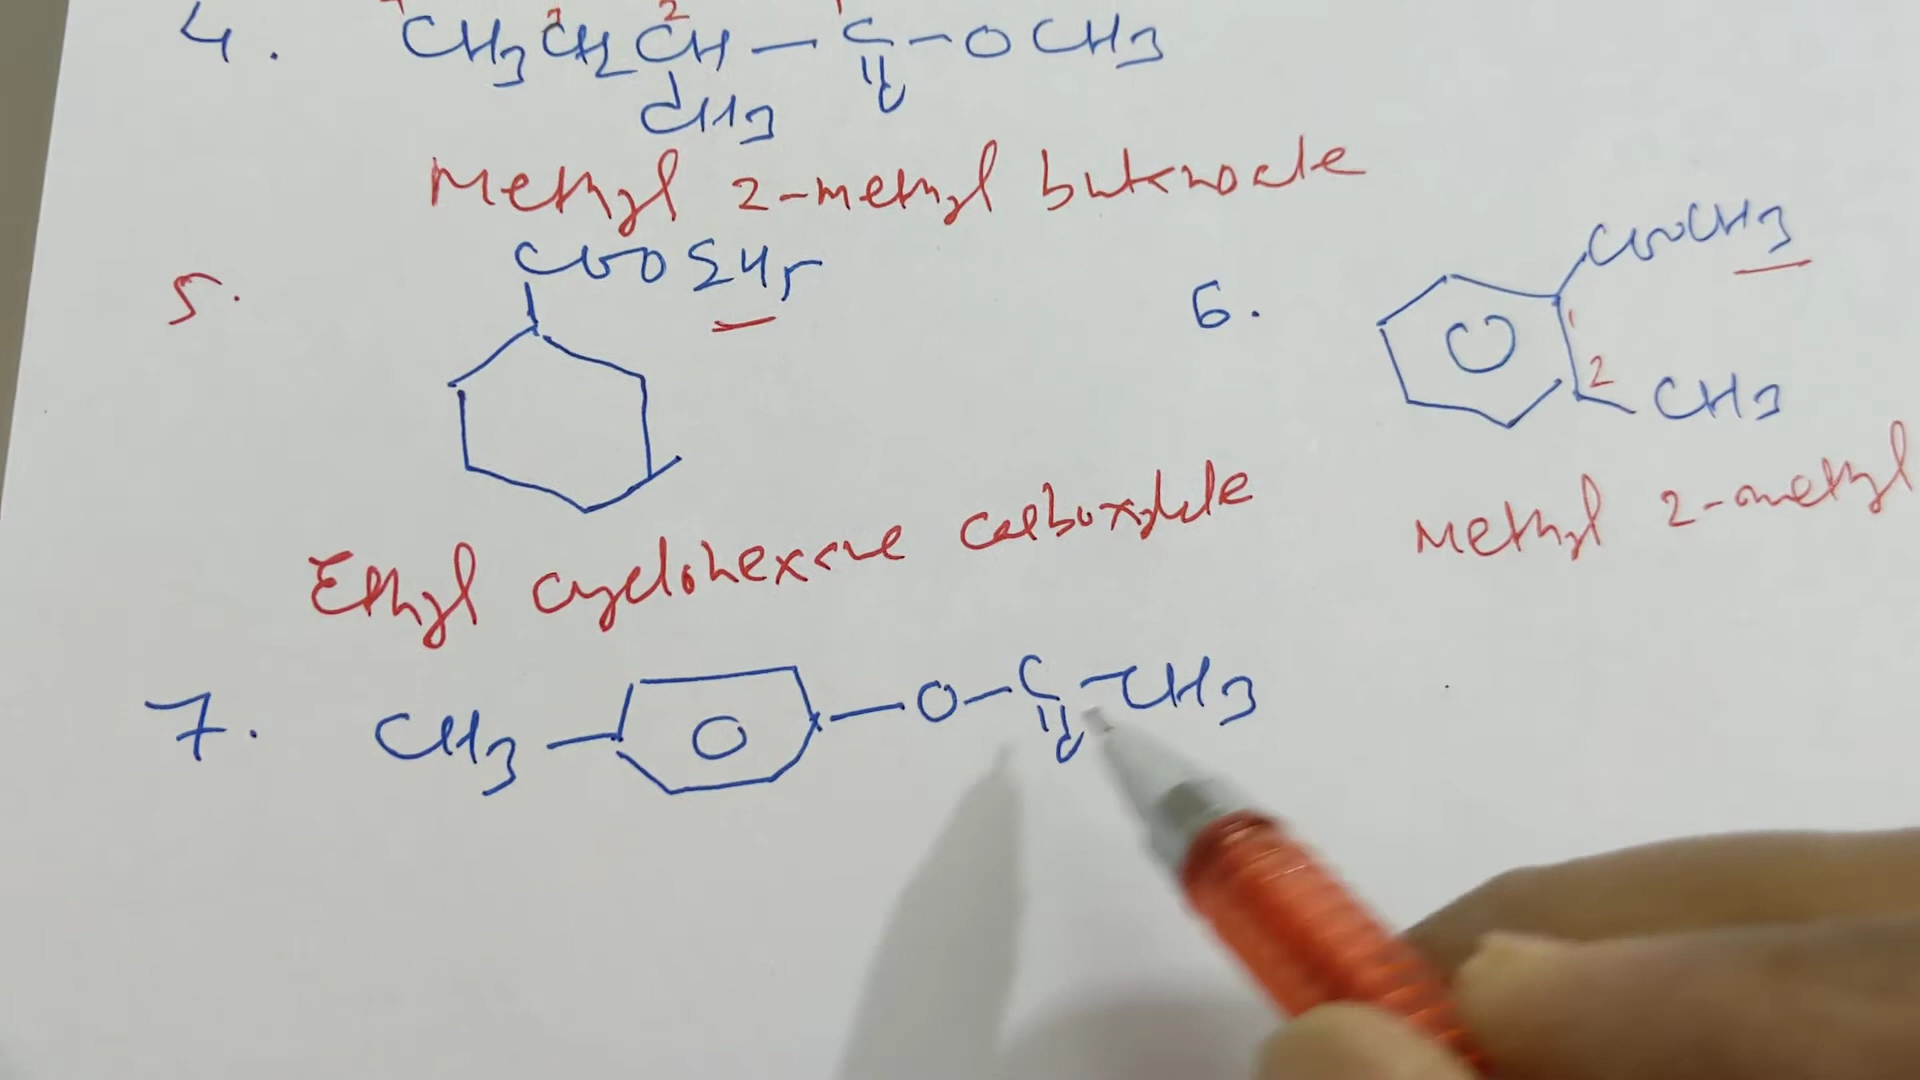 4. CH3CH2CH-C-OCH3
CH3 O
Methyl 2-methyl butanoate
5. COOC2H5
6. COOCH3
1
2 CH3
Methyl 2-methyl
Ethyl cyclohexane carboxylate
7. CH3-O-C-CH3
O